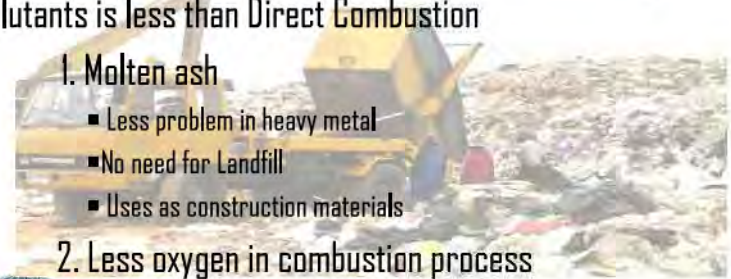 lutants is less than Direct Combustion
1. Molten ash
▪ Less problem in heavy metal
▪No need for Landfill
▪ Uses as construction materials
2. Less oxygen in combustion process